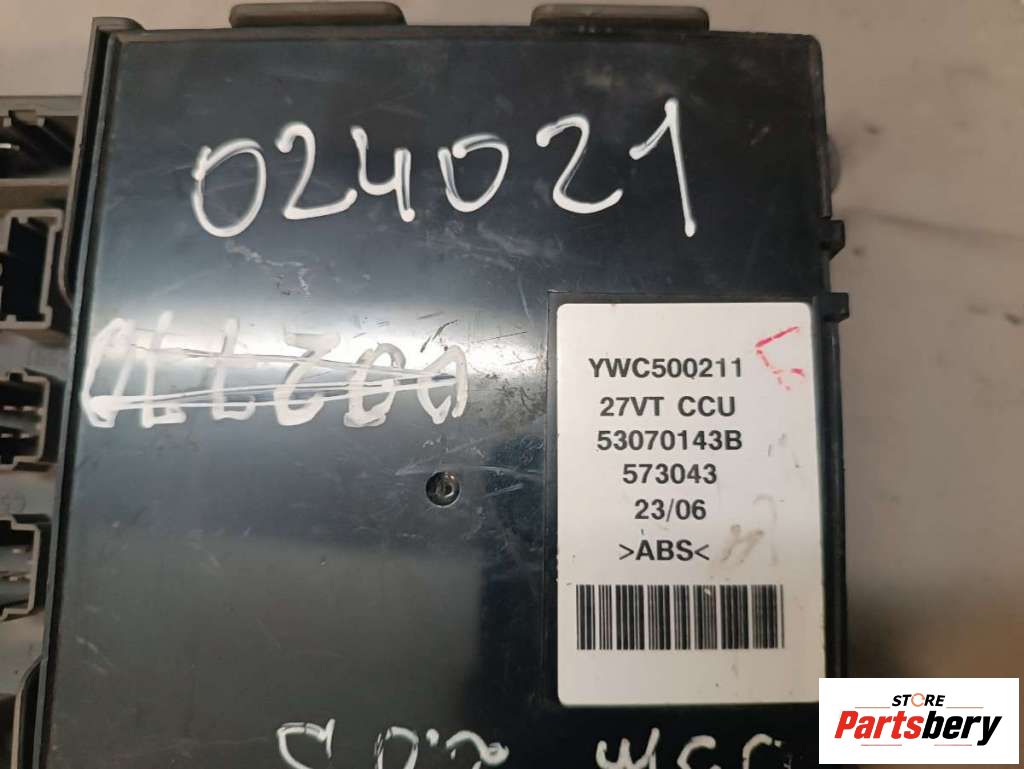 024021
YWC500211
27VT CCU
53070143B
573043
23/06
>ABS<
STORE
Partsbery